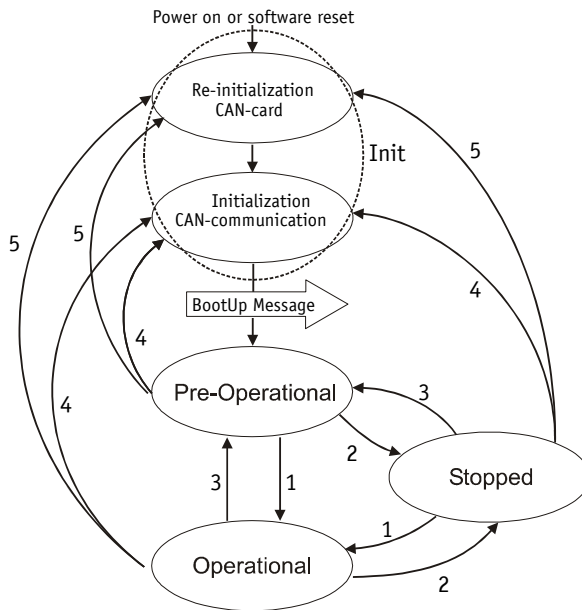 Power on or software reset
Re-initialization
CAN-card
Init
5
Initialization
CAN-communication
5
5
4
BootUp Message
4
4
3
Pre-Operational
2
3
1
Stopped
1
Operational
2